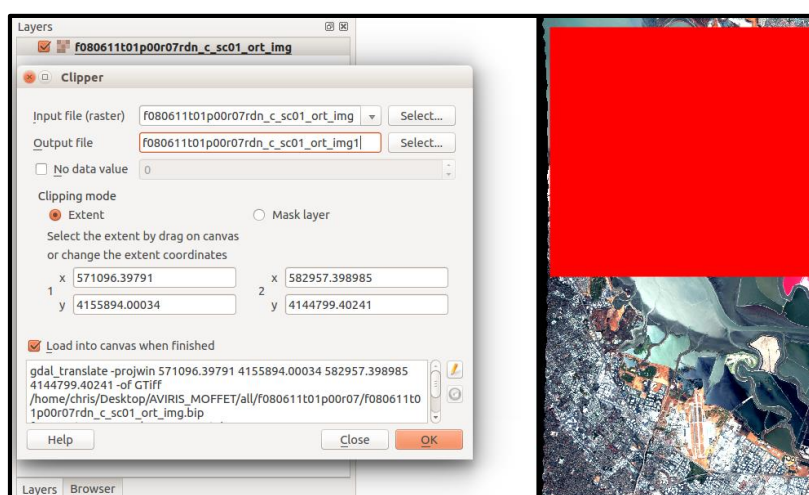 Layers
f080611t01p00r07rdn_c_sc01_ort_img
Clipper
Input file (raster) f080611t01p00r07rdn_c_sc01_ort_img Select...
Output file f080611t01p00r07rdn_c_sc01_ort_img1 Select...
No data value 0
Clipping mode
Extent Mask layer
Select the extent by drag on canvas
or change the extent coordinates
x 571096.39791 x 582957.398985
1 2
y 4155894.00034 y 4144799.40241
Load into canvas when finished
gdal_translate -projwin 571096.39791 4155894.00034 582957.398985
4144799.40241 -of GTiff
/home/chris/Desktop/AVIRIS_MOFFET/all/f080611t01p00r07/f080611t0
1p00r07rdn_c_sc01_ort_img.bip
Help Close OK
Layers Browser